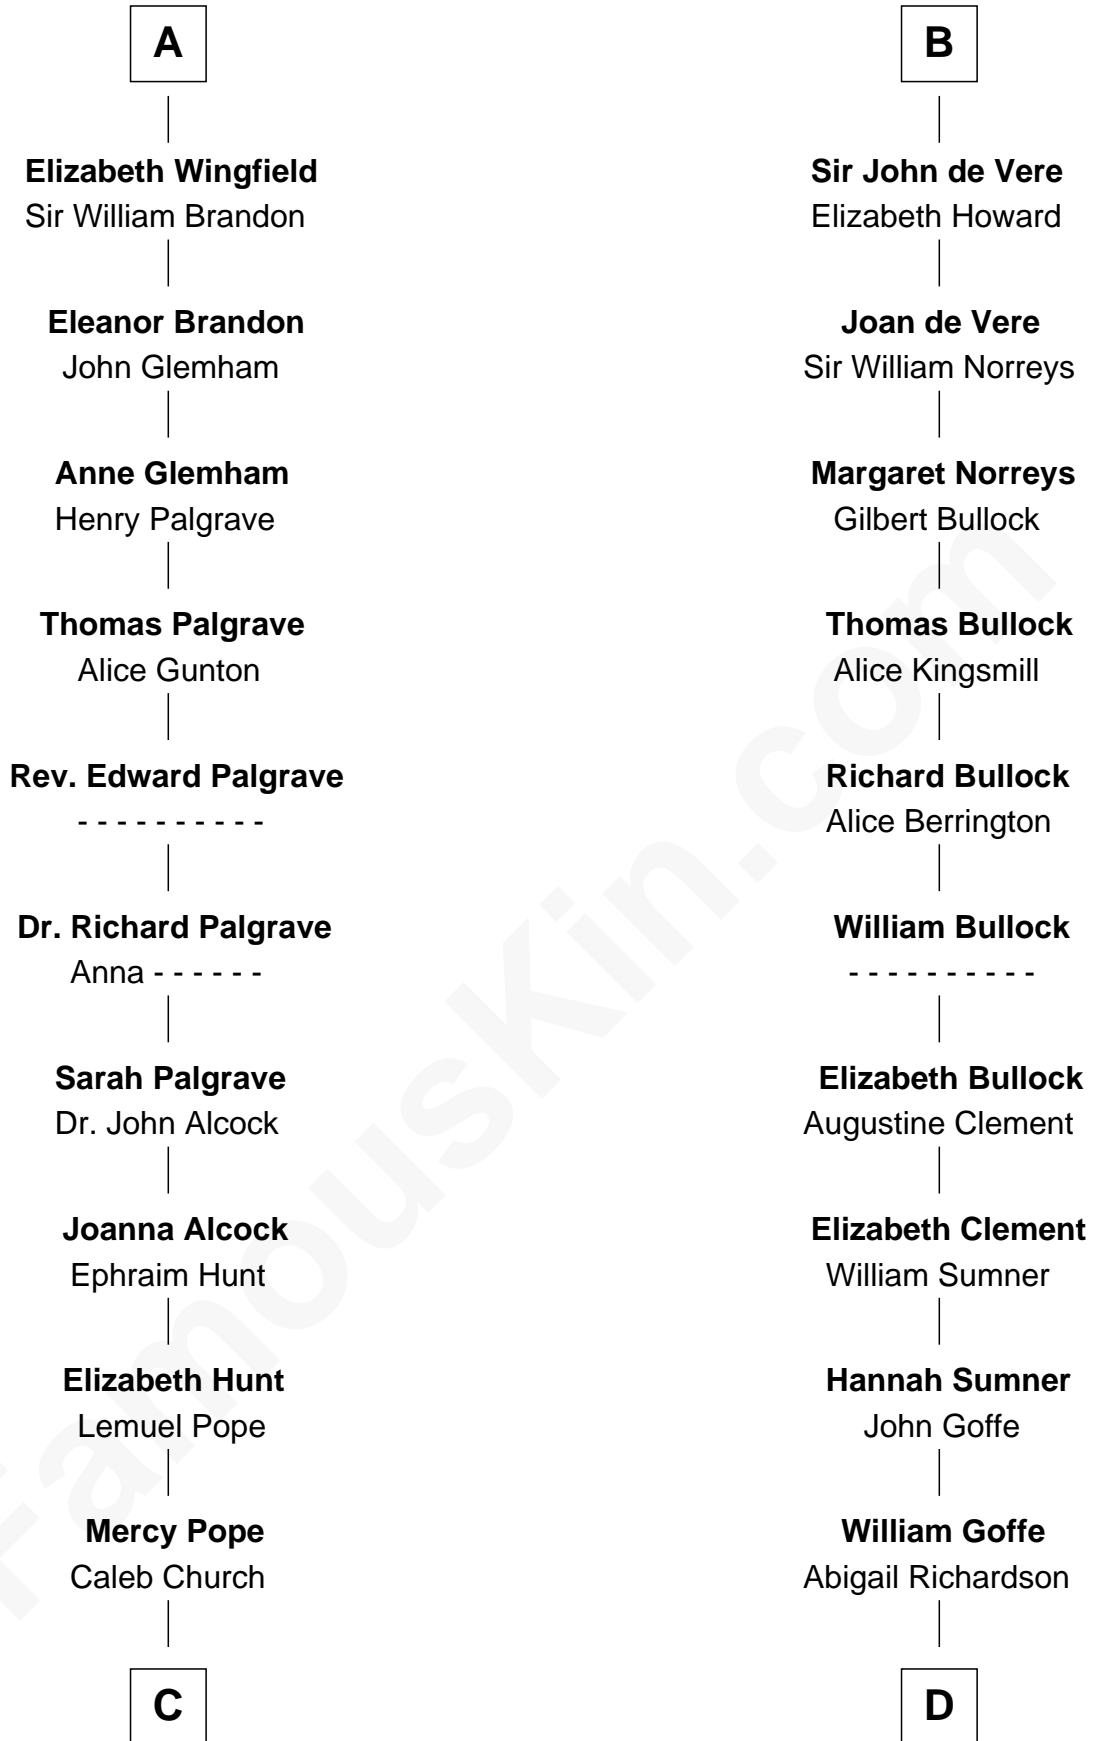 A
Elizabeth Wingfield
Sir William Brandon
Eleanor Brandon
John Glemham
Anne Glemham
Henry Palgrave
Thomas Palgrave
Alice Gunton
Rev. Edward Palgrave
- - - - - - - - - -
Dr. Richard Palgrave
Anna - - - - - -
Sarah Palgrave
Dr. John Alcock
Joanna Alcock
Ephraim Hunt
Elizabeth Hunt
Lemuel Pope
Mercy Pope
Caleb Church
C
B
Sir John de Vere
Elizabeth Howard
Joan de Vere
Sir William Norreys
Margaret Norreys
Gilbert Bullock
Thomas Bullock
Alice Kingsmill
Richard Bullock
Alice Berrington
William Bullock
- - - - - - - - - -
Elizabeth Bullock
Augustine Clement
Elizabeth Clement
William Sumner
Hannah Sumner
John Goffe
William Goffe
Abigail Richardson
D
FamousKin.com